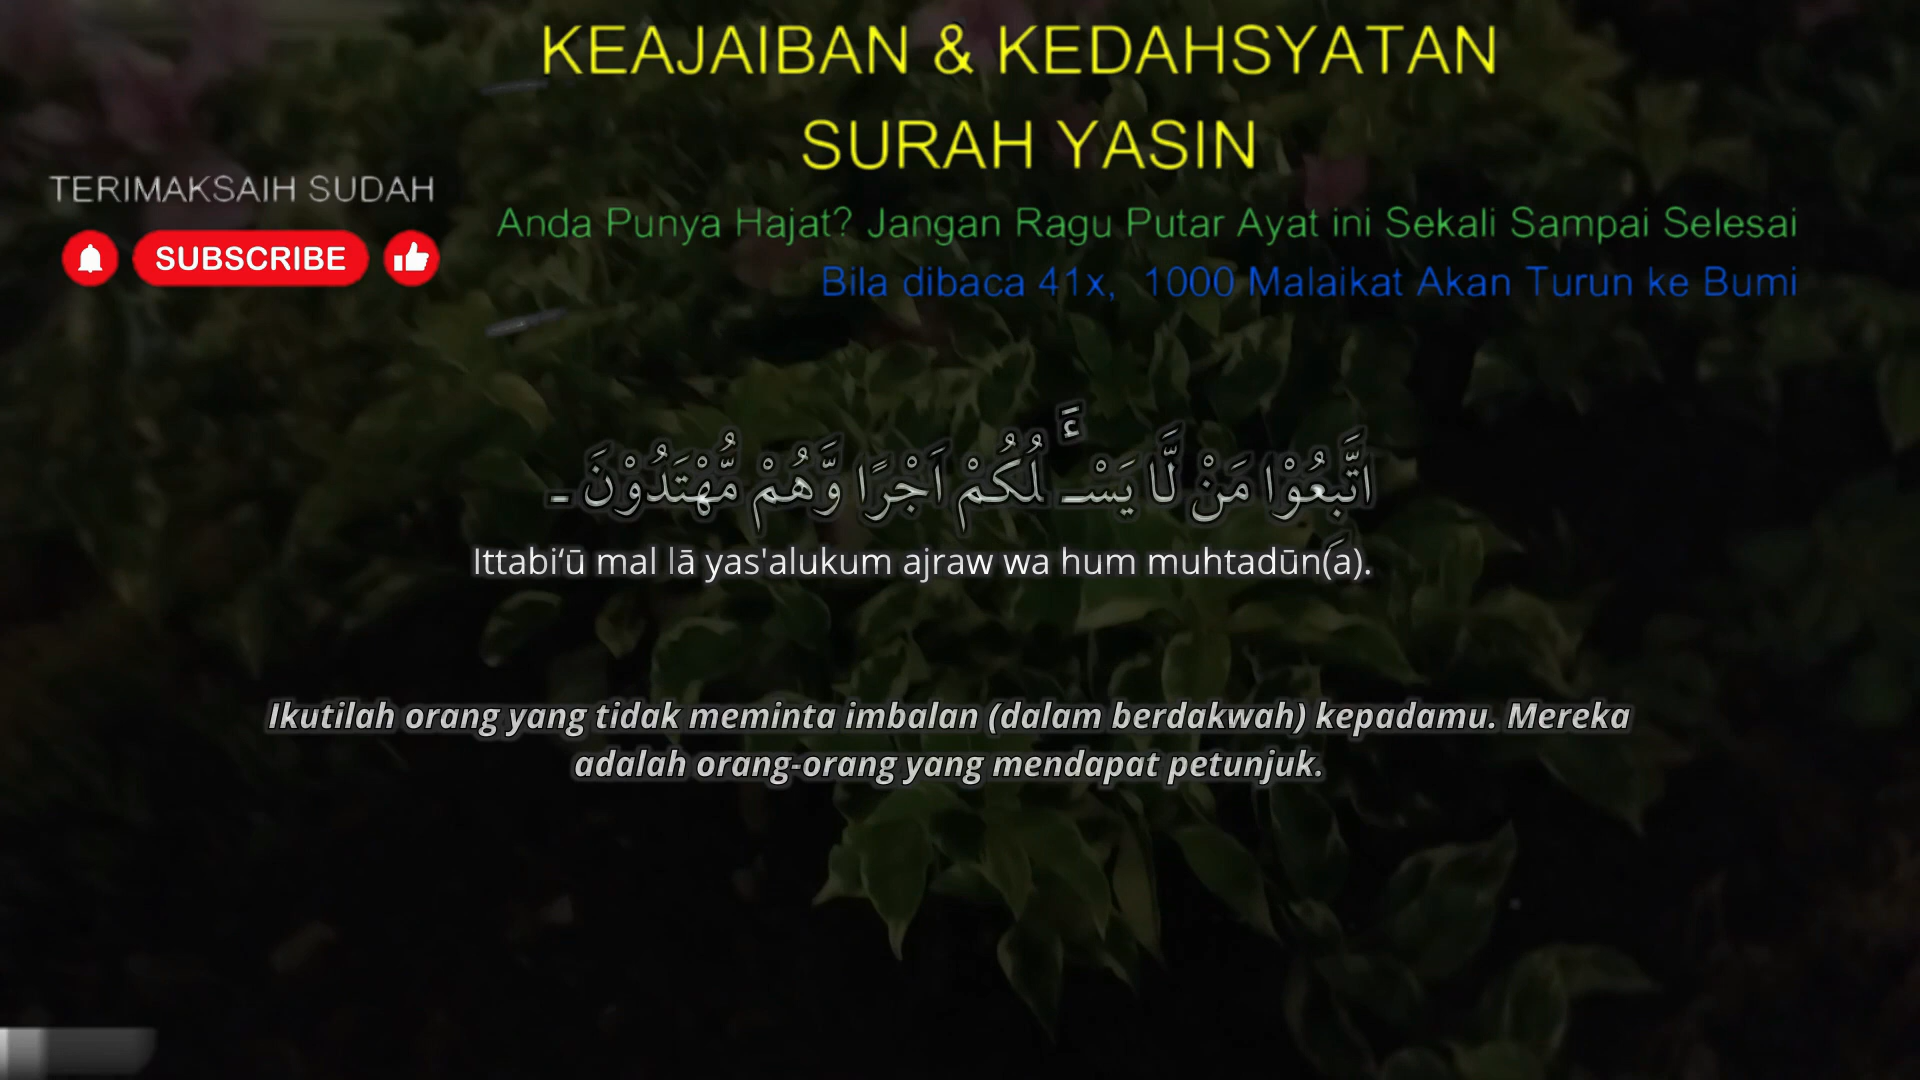 KEAJAIBAN & KEDAHSYATAN
SURAH YASIN
TERIMAKSAIH SUDAH
SUBSCRIBE
Anda Punya Hajat? Jangan Ragu Putar Ayat ini Sekali Sampai Selesai
Bila dibaca 41x, 1000 Malaikat Akan Turun ke Bumi
اتَّبِعُوْا مَنْ لَّا يَسْـَٔـلُكُمْ اَجْرًا وَّهُمْ مُّهْتَدُوْنَ ـ
Ittabi‘ū mal lā yas'alukum ajraw wa hum muhtadūn(a).
Ikutilah orang yang tidak meminta imbalan (dalam berdakwah) kepadamu. Mereka
adalah orang-orang yang mendapat petunjuk.